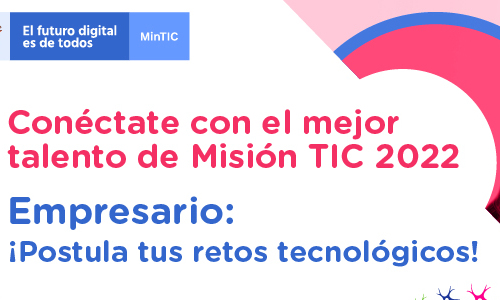 El futuro digital
es de todos
MinTIC
Conéctate con el mejor
talento de Misión TIC 2022
Empresario:
¡Postula tus retos tecnológicos!